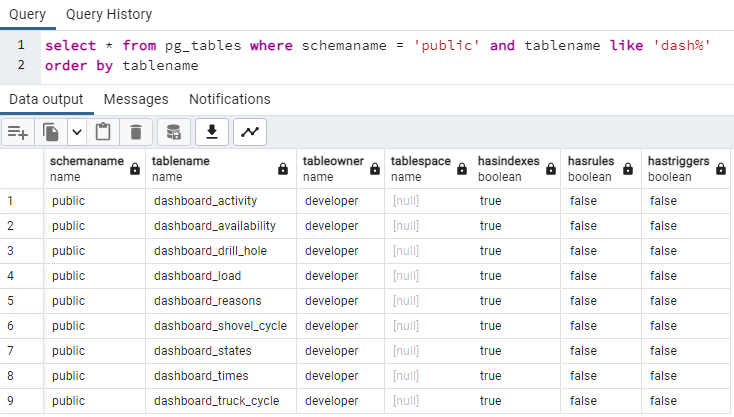 Query Query History
1 select * from pg_tables where schemaname = 'public' and tablename like 'dash%'
2 order by tablename
Data output Messages Notifications
schemaname tablename tableowner tablespace hasindexes hasrules hastriggers
name name name name boolean boolean boolean
1 public dashboard_activity developer [null] true false false
2 public dashboard_availability developer [null] true false false
3 public dashboard_drill_hole developer [null] true false false
4 public dashboard_load developer [null] true false false
5 public dashboard_reasons developer [null] true false false
6 public dashboard_shovel_cycle developer [null] true false false
7 public dashboard_states developer [null] true false false
8 public dashboard_times developer [null] true false false
9 public dashboard_truck_cycle developer [null] true false false